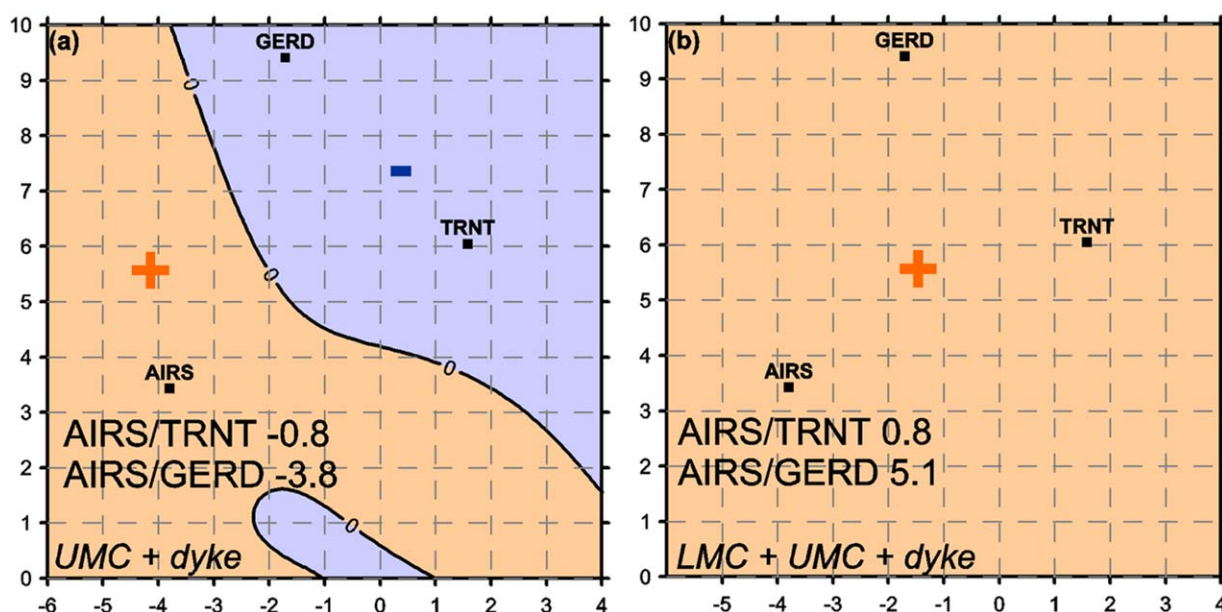 (a)
10
9
8
7
6
5
4
3
2
1
0
-6 -5 -4 -3 -2 -1 0 1 2 3 4
GERD
TRNT
AIRS
0
0
0
0
AIRS/TRNT -0.8
AIRS/GERD -3.8
UMC + dyke
(b)
10
9
8
7
6
5
4
3
2
1
0
-5 -4 -3 -2 -1 0 1 2 3 4
GERD
TRNT
AIRS
AIRS/TRNT 0.8
AIRS/GERD 5.1
LMC + UMC + dyke